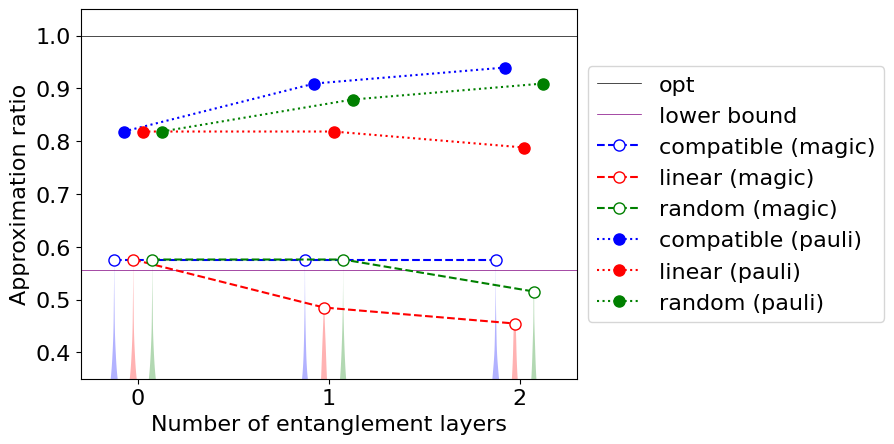 1.0
0.9
0.8
0.7
0.6
0.5
0.4
Approximation ratio
0
1
2
Number of entanglement layers
opt
lower bound
compatible (magic)
linear (magic)
random (magic)
compatible (pauli)
linear (pauli)
random (pauli)